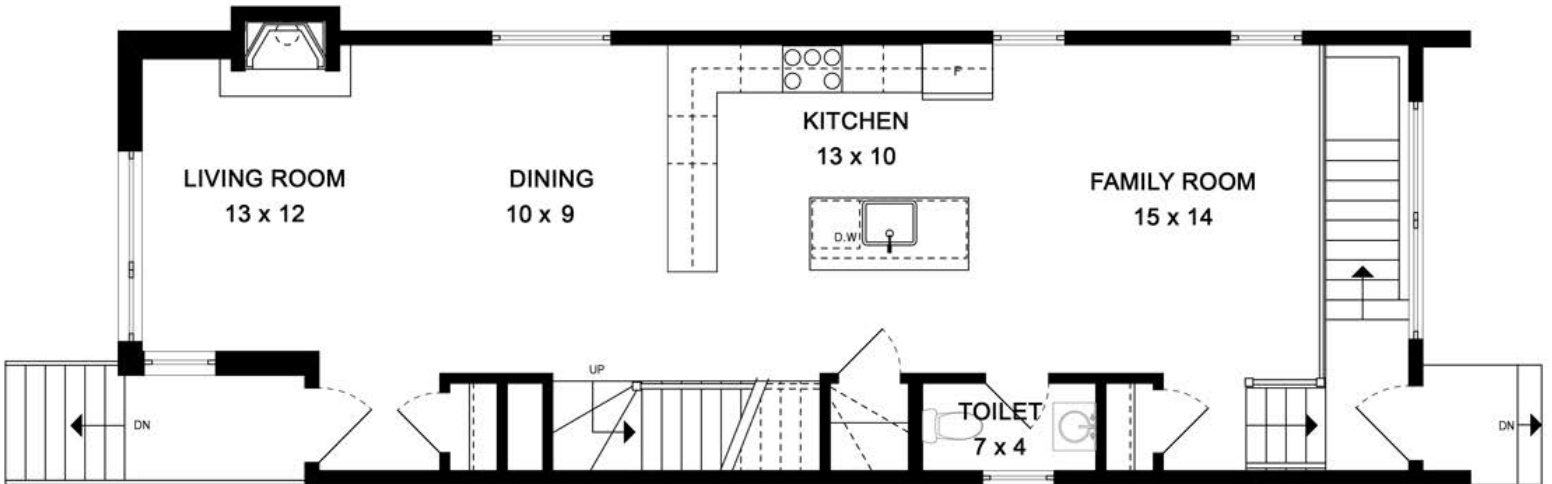 LIVING ROOM
13 x 12
DINING
10 x 9
KITCHEN
13 x 10
F
D.W
FAMILY ROOM
15 x 14
UP
TOILET
7 x 4
DN
DN